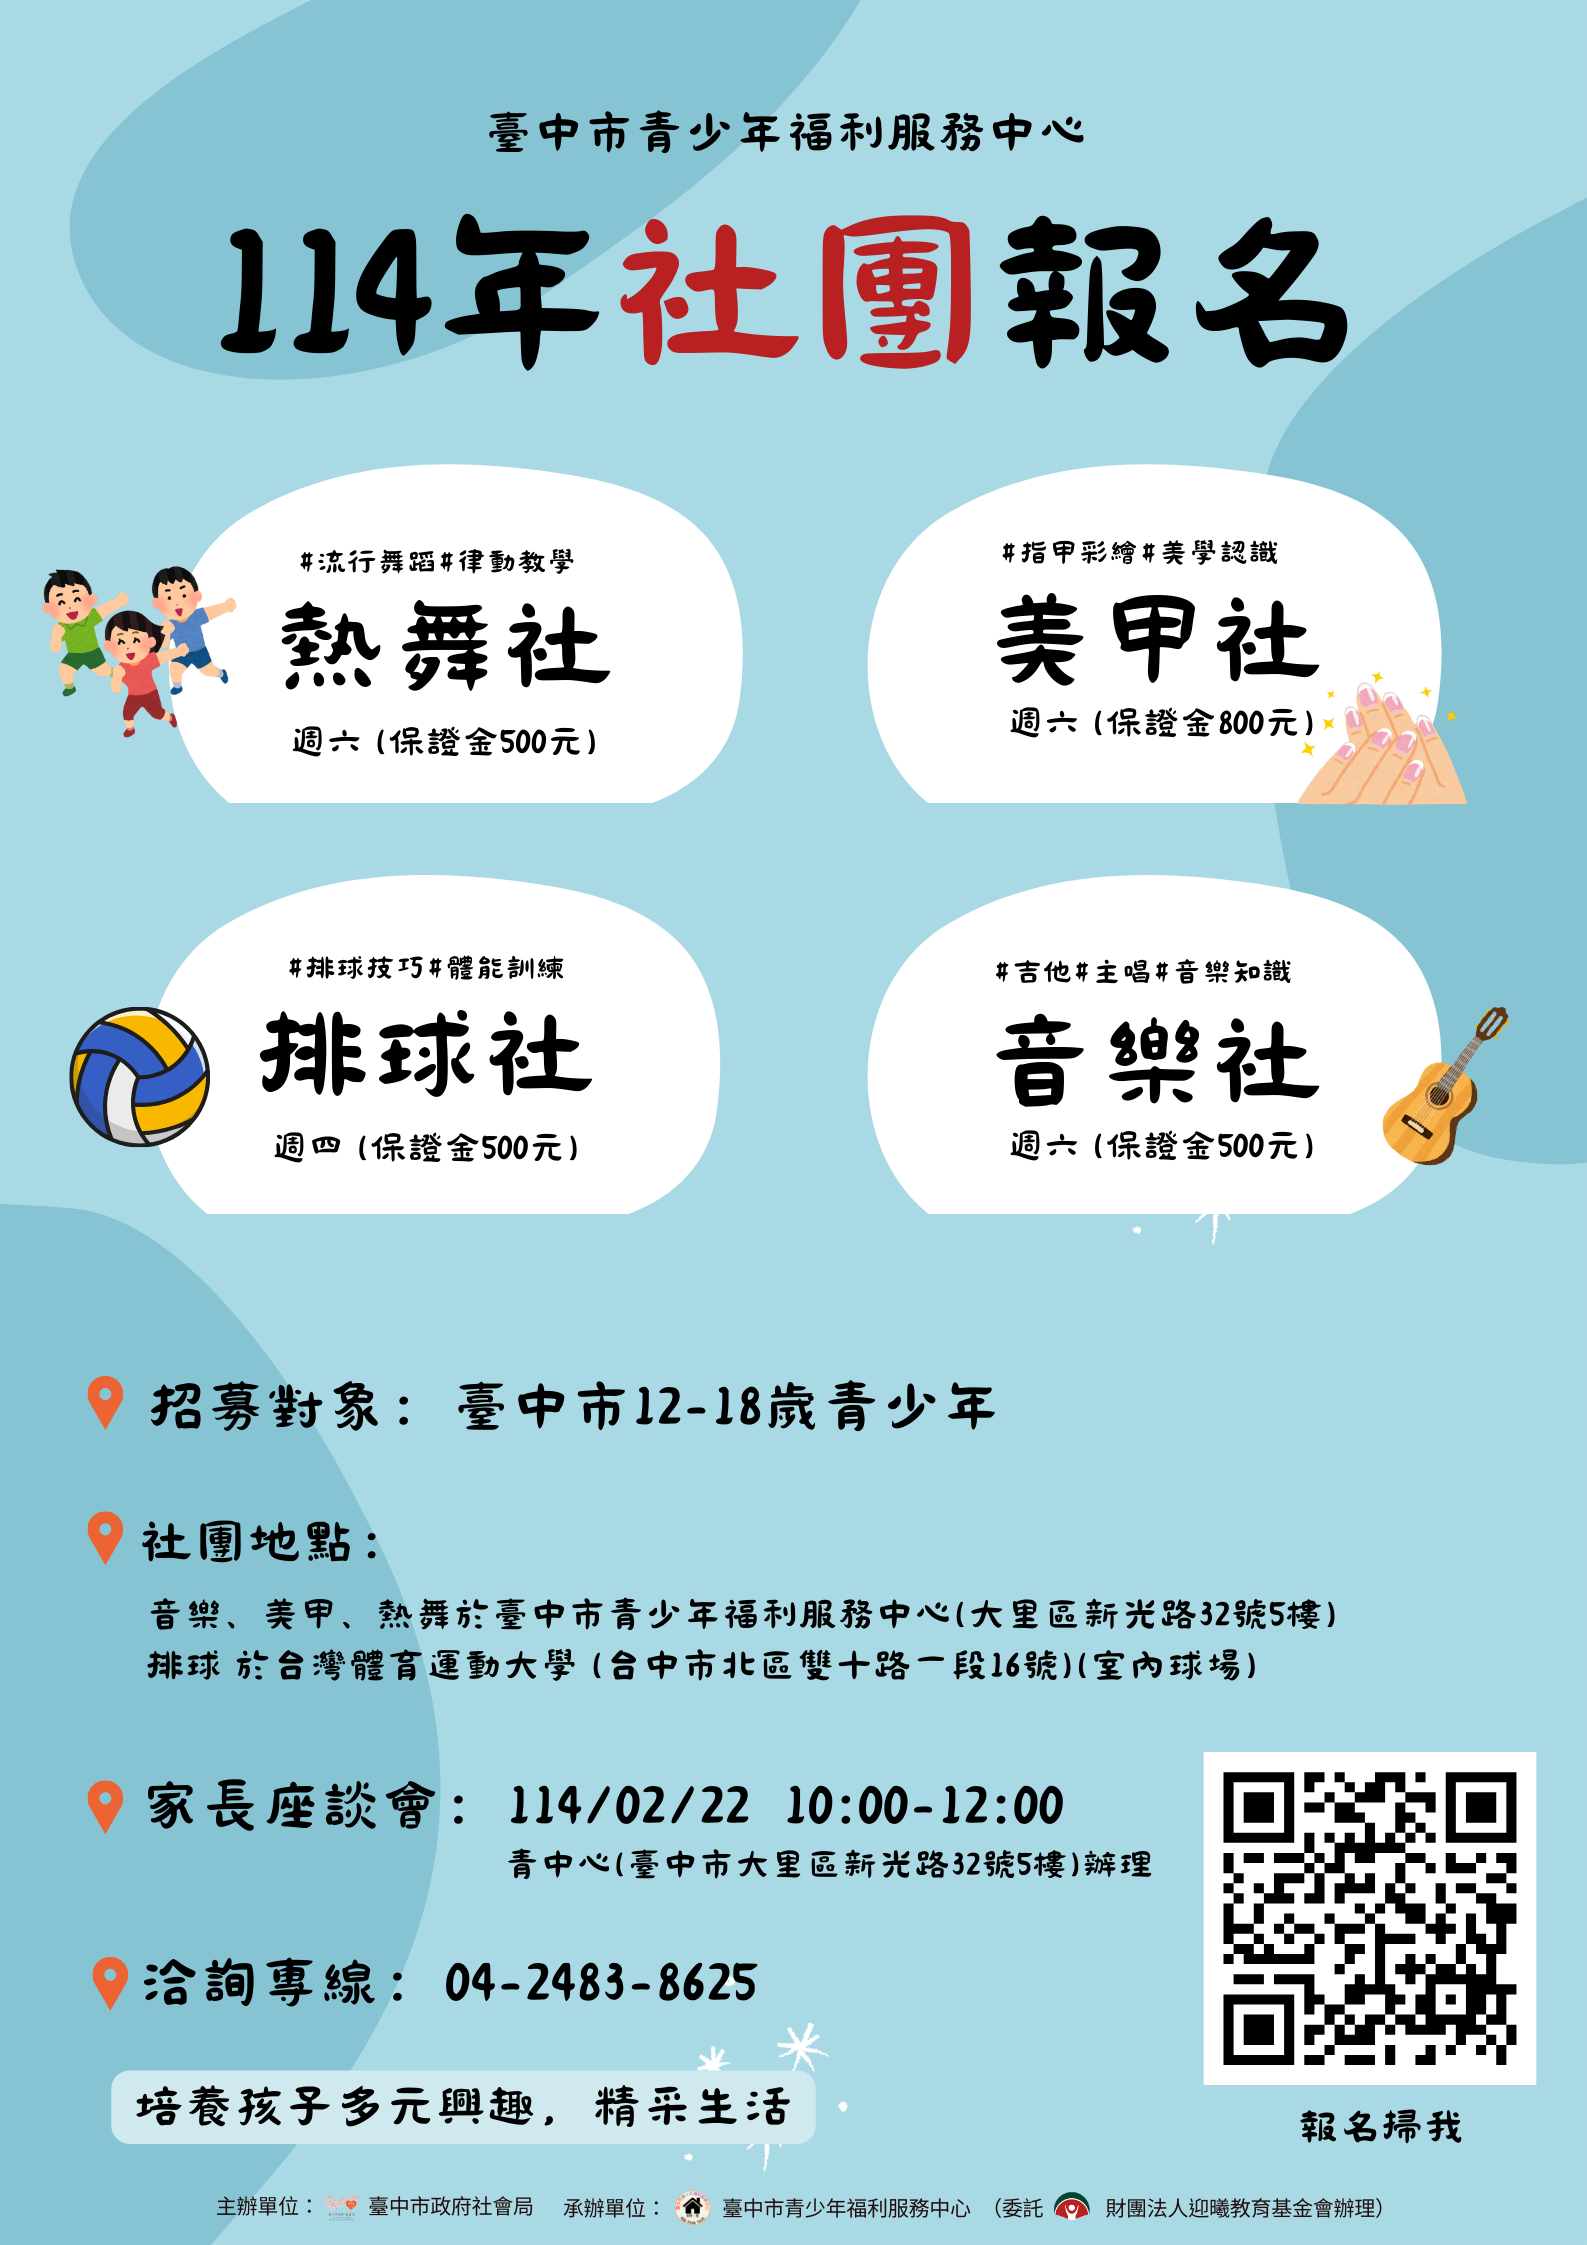 臺中市青少年福利服務中心
114年社團報名
#流行舞蹈#律動教學
熱舞社
週六 (保證金500元)
#指甲彩繪#美學認識
美甲社
週六 (保證金800元)
#排球技巧#體能訓練
排球社
週四 (保證金500元)
#吉他#主唱#音樂知識
音樂社
週六 (保證金500元)
招募對象： 臺中市12-18歲青少年
社團地點：
音樂、美甲、熱舞於臺中市青少年福利服務中心(大里區新光路32號5樓)
排球 於台灣體育運動大學 (台中市北區雙十路一段16號)(室內球場)
家長座談會： 114/02/22 10:00-12:00
青中心(臺中市大里區新光路32號5樓)辦理
洽詢專線： 04-2483-8625
培養孩子多元興趣，精采生活
報名掃我
主辦單位： 臺中市政府社會局 承辦單位： 臺中市青少年福利服務中心 （委託 財團法人迎曦教育基金會辦理）